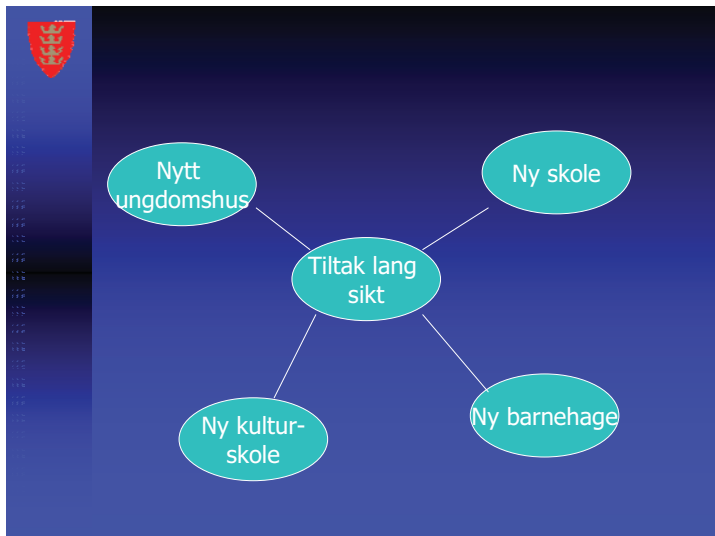 Nytt
ungdomshus
Ny skole
Tiltak lang
sikt
Ny kultur-
skole
Ny barnehage